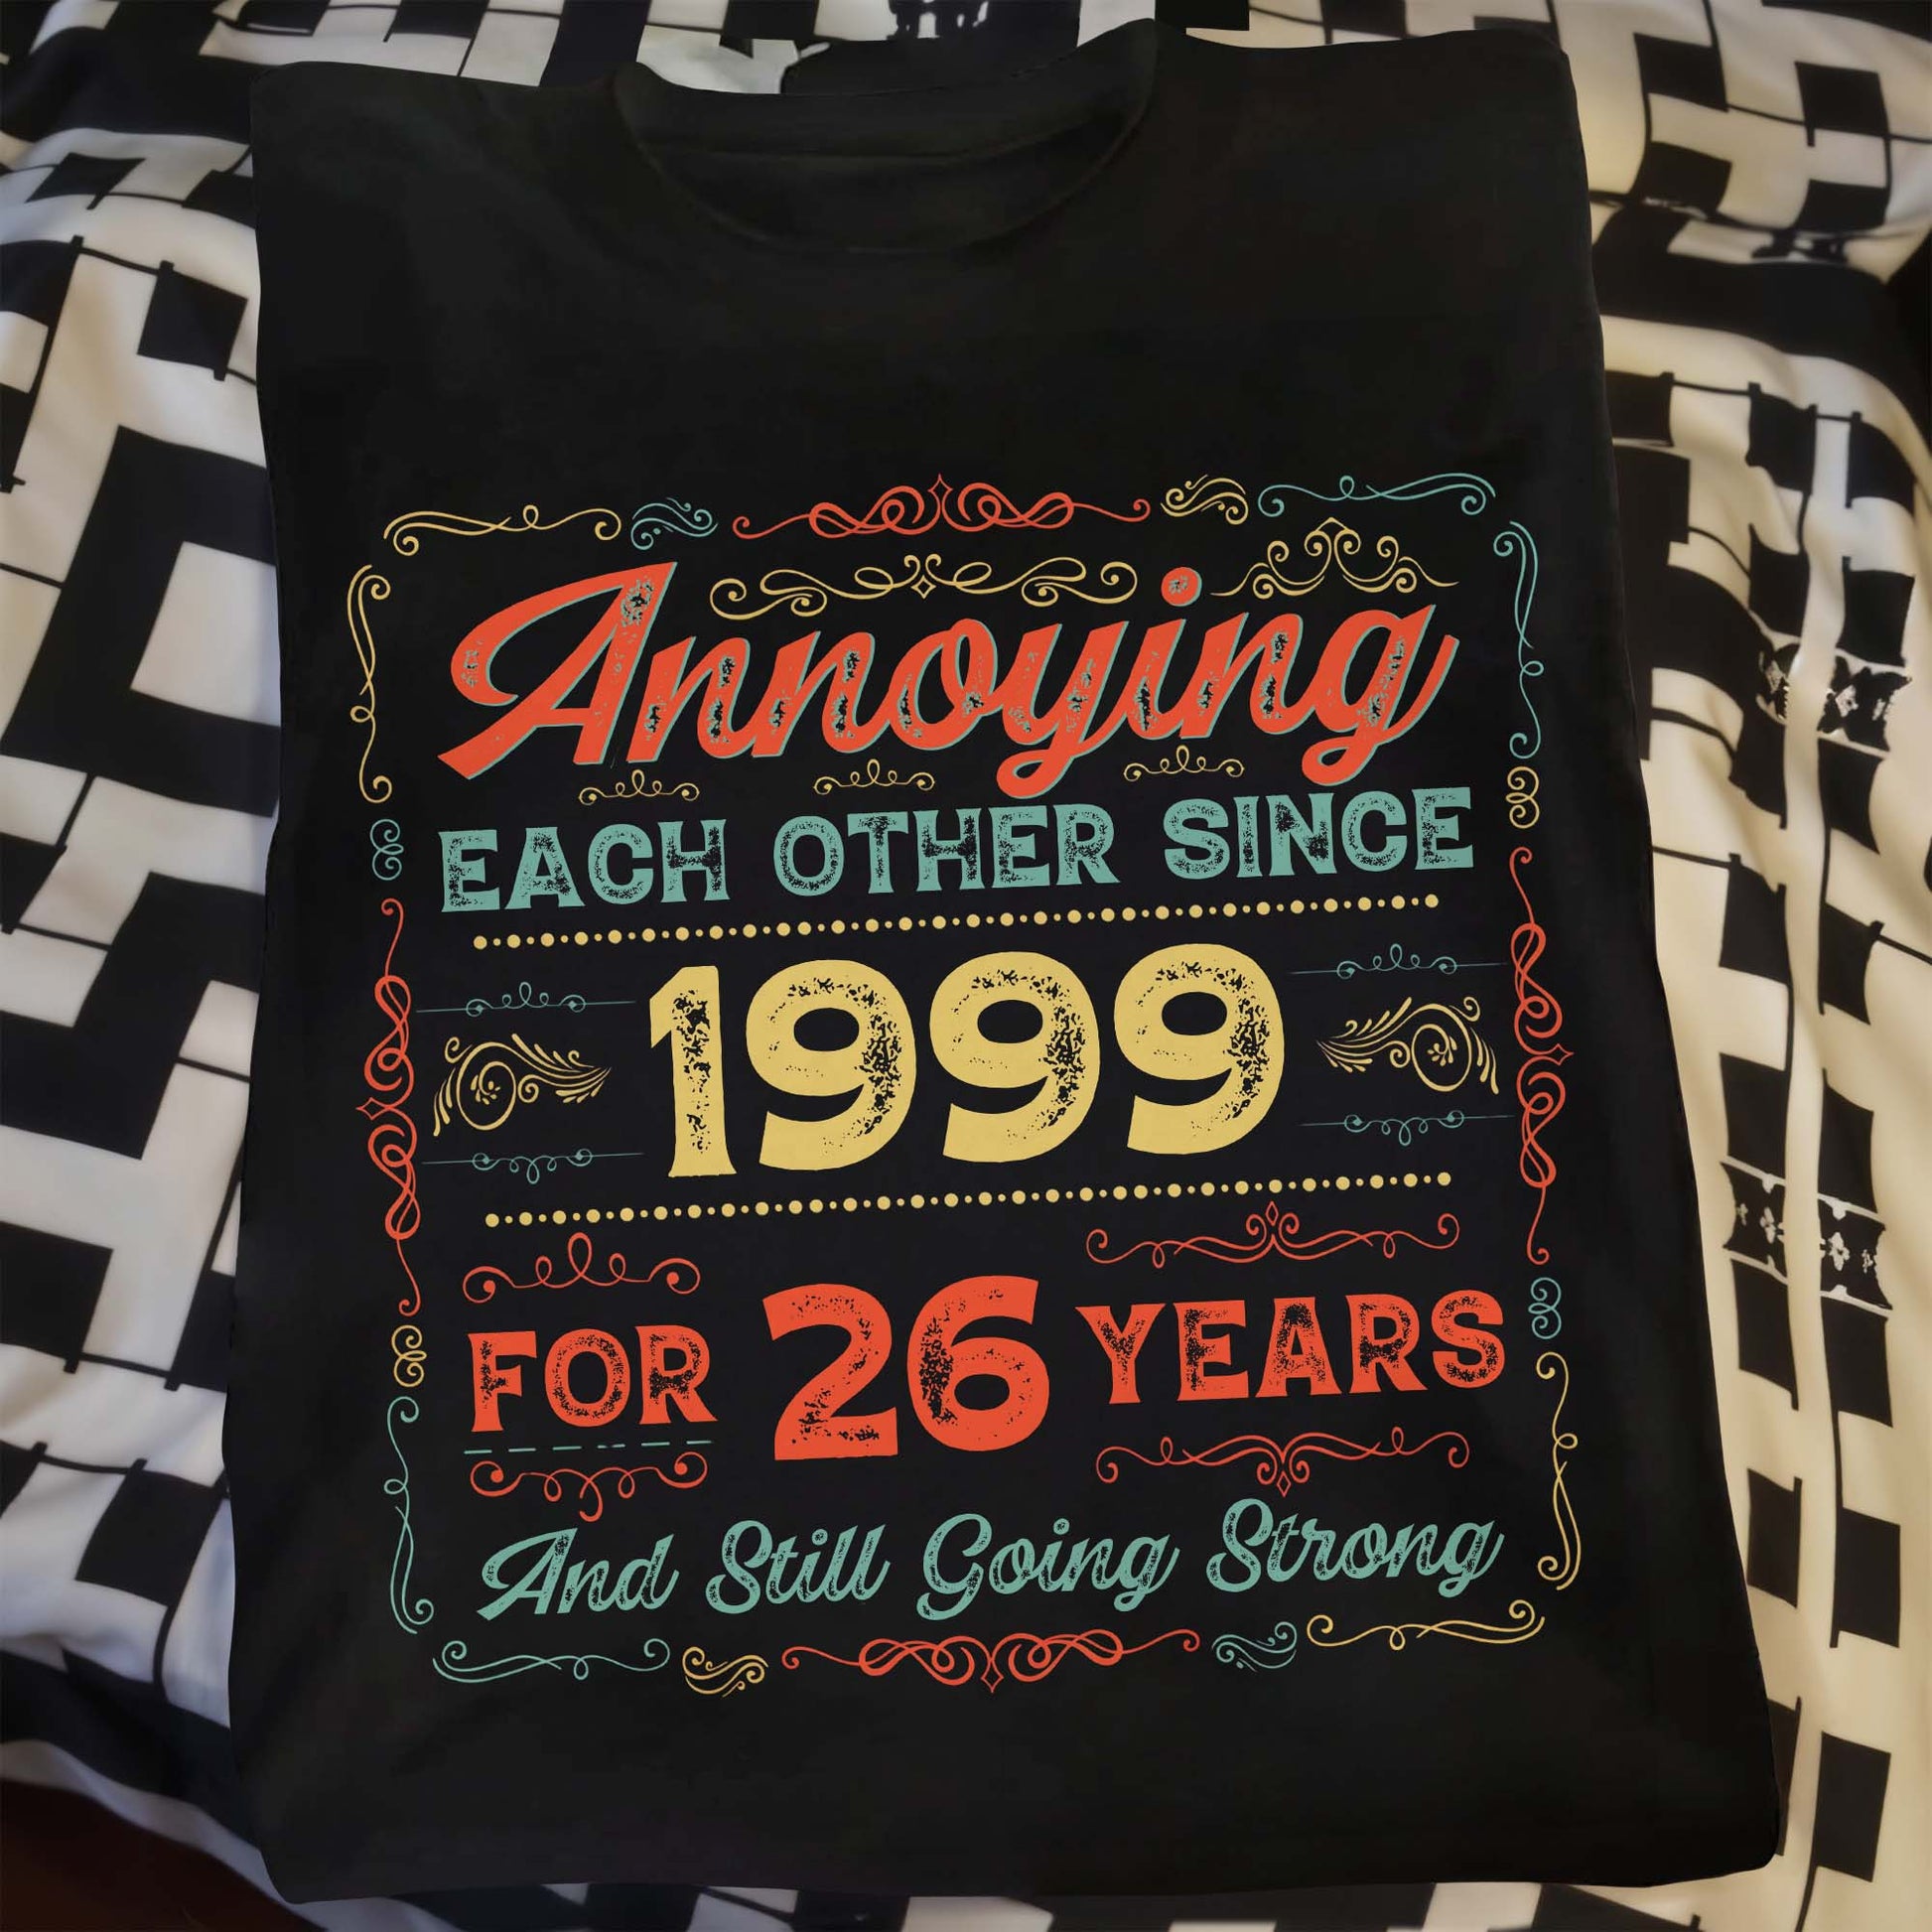 Annoying
EACH OTHER SINCE
1999
FOR 26 YEARS
And Still Going Strong